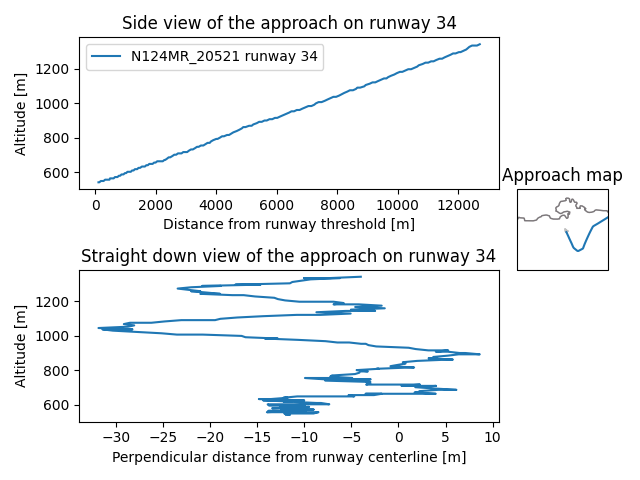 Side view of the approach on runway 34
N124MR_20521 runway 34
Altitude [m]
1200
1000
800
600
0 2000 4000 6000 8000 10000 12000
Distance from runway threshold [m]
Approach map
Straight down view of the approach on runway 34
Altitude [m]
1200
1000
800
600
−30 −25 −20 −15 −10 −5 0 5 10
Perpendicular distance from runway centerline [m]